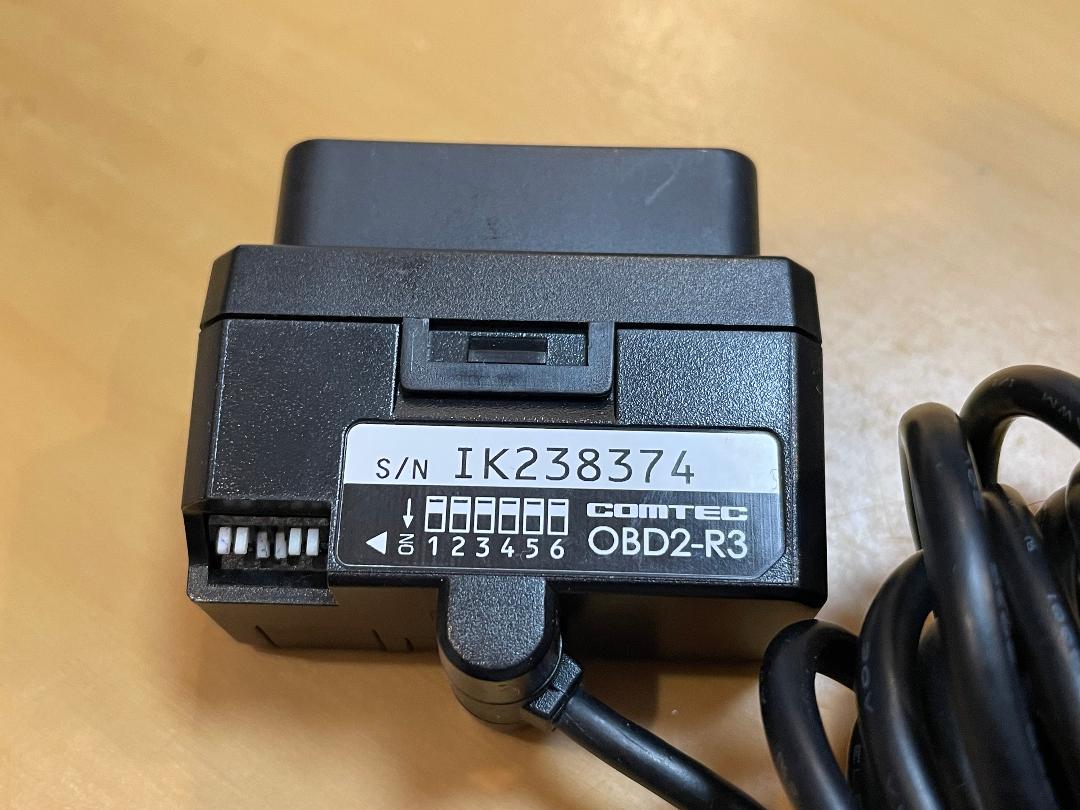 S/N IK238374
ON 1 2 3 4 5 6
COMTEC
OBD2-R3